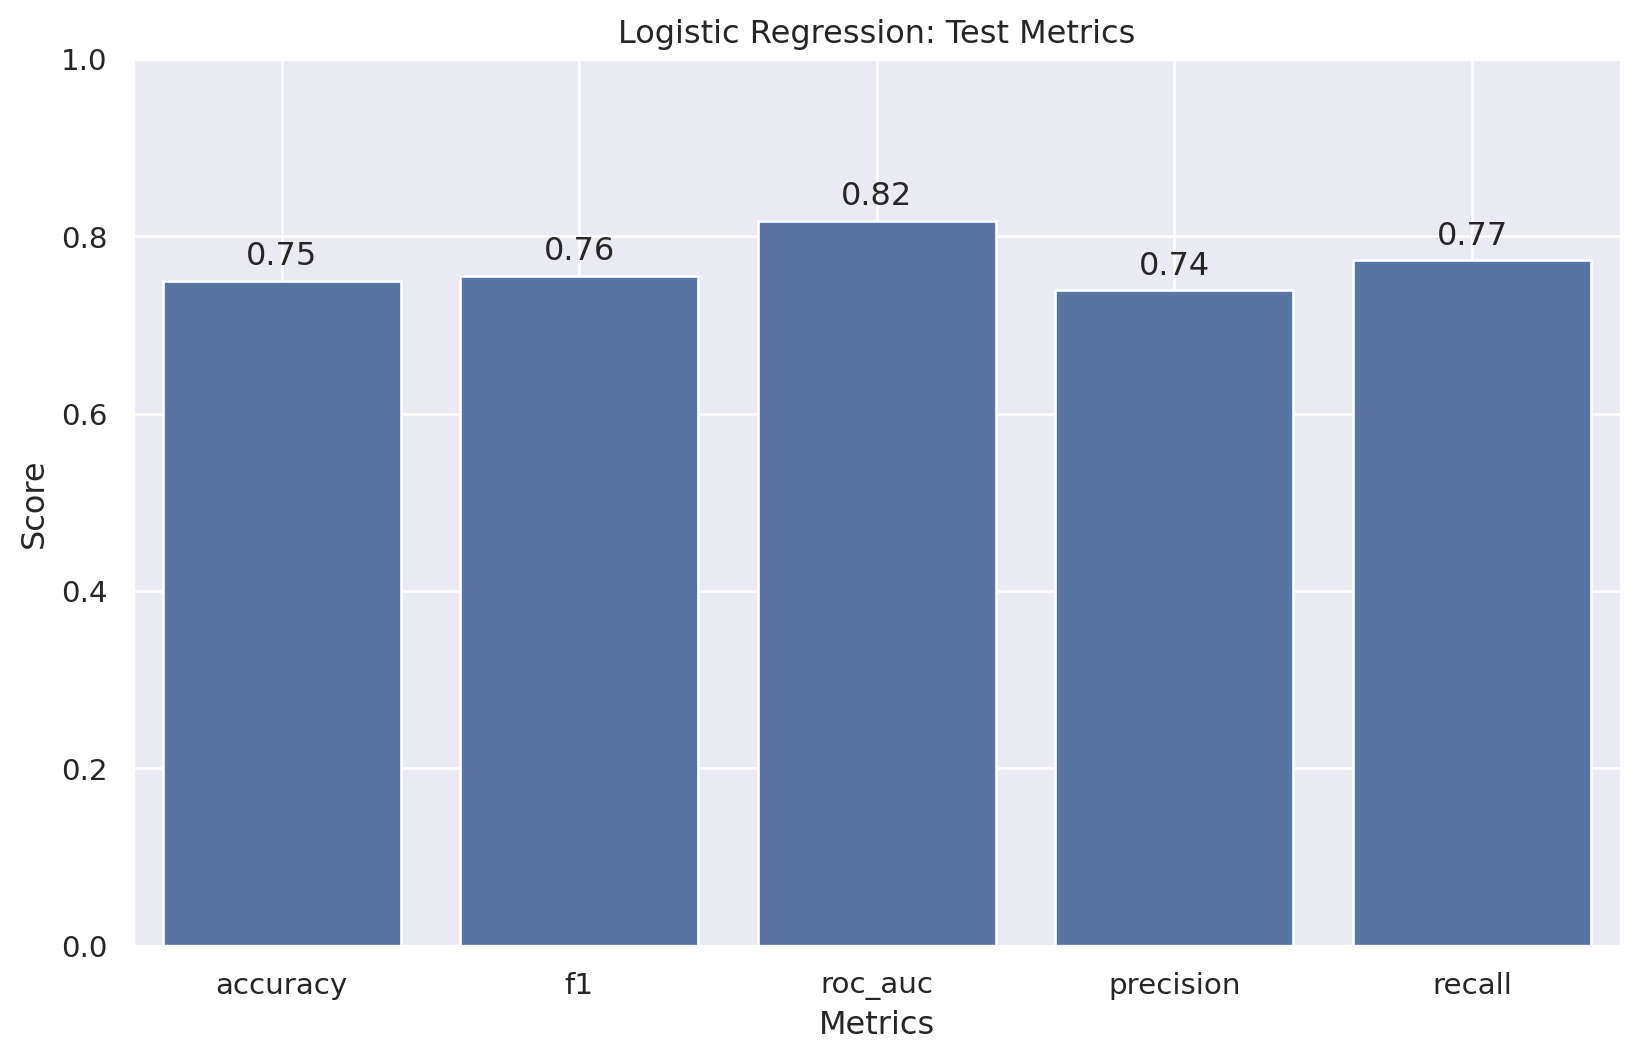 Logistic Regression: Test Metrics
1.0
0.8
0.6
0.4
0.2
0.0
Score
0.75
0.76
0.82
0.74
0.77
accuracy
f1
roc_auc
precision
recall
Metrics